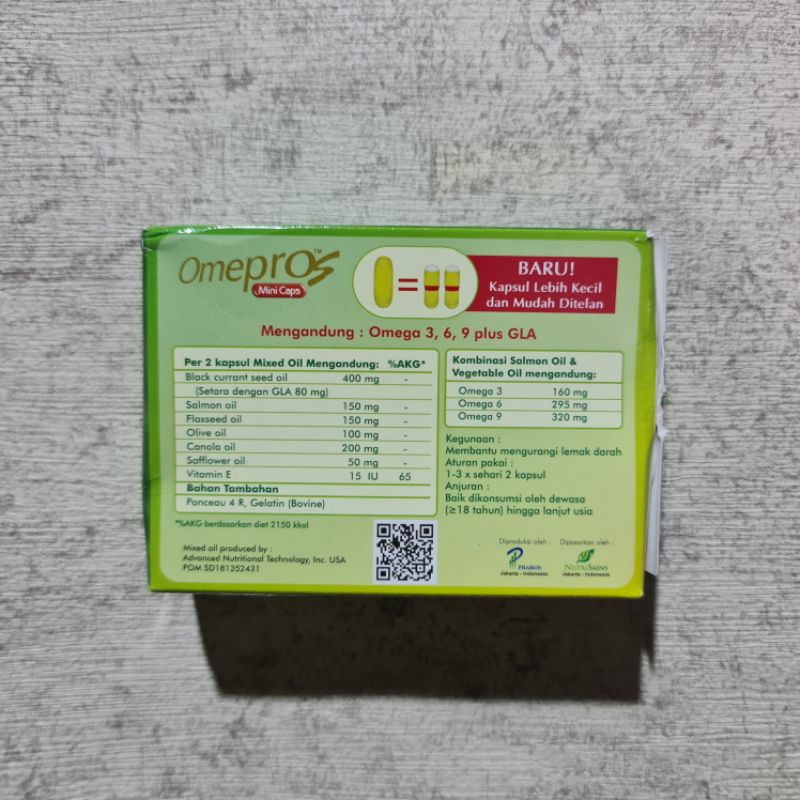 Omepros™
Mini Caps
=
BARU!
Kapsul Lebih Kecil
dan Mudah Ditelan
Mengandung : Omega 3, 6, 9 plus GLA
Per 2 kapsul Mixed Oil Mengandung: %AKG*
Black currant seed oil 400 mg -
(Setara dengan GLA 80 mg)
Salmon oil 150 mg -
Flaxseed oil 150 mg -
Olive oil 100 mg -
Canola oil 200 mg -
Safflower oil 50 mg -
Vitamin E 15 IU 65
Bahan Tambahan
Ponceau 4 R, Gelatin (Bovine)
*%AKG berdasarkan diet 2150 kkal
Mixed oil produced by :
Advanced Nutritional Technology, Inc. USA
POM SD181352431
Kombinasi Salmon Oil &
Vegetable Oil mengandung:
Omega 3 160 mg
Omega 6 295 mg
Omega 9 320 mg
Kegunaan :
Membantu mengurangi lemak darah
Aturan pakai :
1-3 x sehari 2 kapsul
Anjuran :
Baik dikonsumsi oleh dewasa
(≥18 tahun) hingga lanjut usia
Diproduksi oleh :
PHAROS
Jakarta - Indonesia
Dipasarkan oleh :
NUTRISAINS
Jakarta - Indonesia